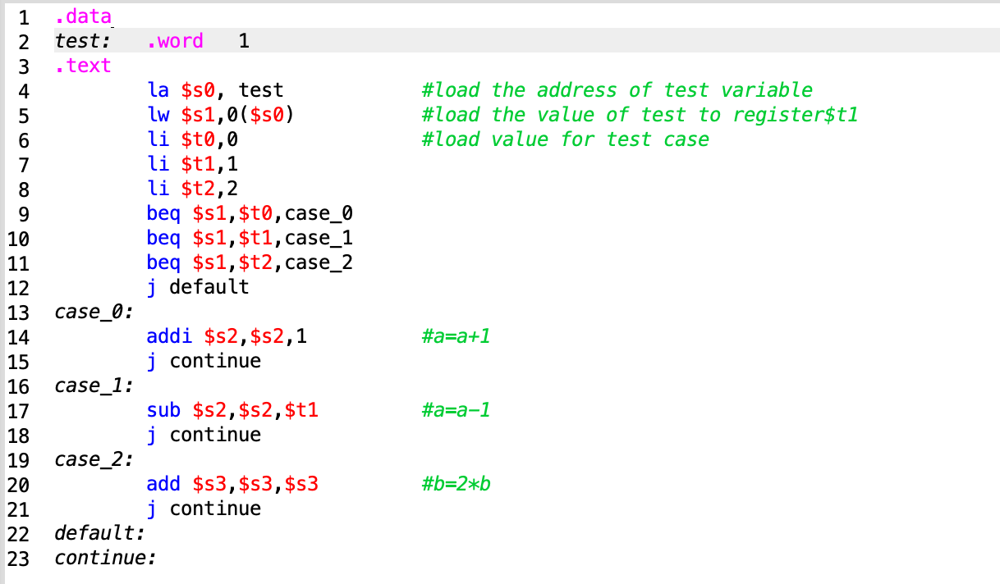 1 .data
2 test: .word 1
3 .text
4 la $s0, test #load the address of test variable
5 lw $s1,0($s0) #load the value of test to register$t1
6 li $t0,0 #load value for test case
7 li $t1,1
8 li $t2,2
9 beq $s1,$t0,case_0
10 beq $s1,$t1,case_1
11 beq $s1,$t2,case_2
12 j default
13 case_0:
14 addi $s2,$s2,1 #a=a+1
15 j continue
16 case_1:
17 sub $s2,$s2,$t1 #a=a-1
18 j continue
19 case_2:
20 add $s3,$s3,$s3 #b=2*b
21 j continue
22 default:
23 continue: